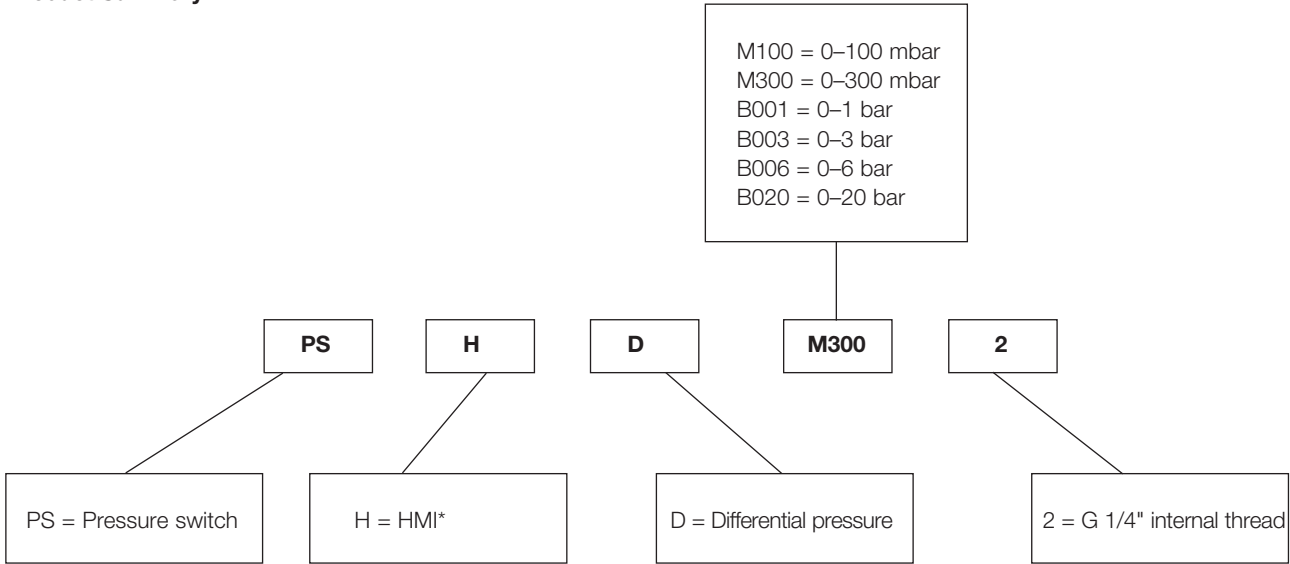 M100 = 0–100 mbar
M300 = 0–300 mbar
B001 = 0–1 bar
B003 = 0–3 bar
B006 = 0–6 bar
B020 = 0–20 bar
PS H D M300 2
PS = Pressure switch
H = HMI*
D = Differential pressure
2 = G 1/4" internal thread